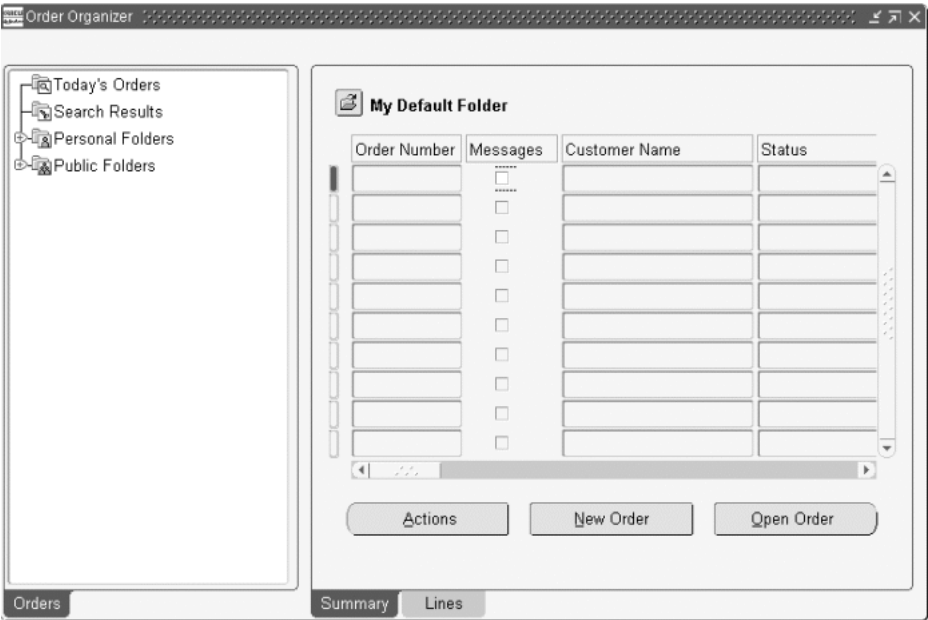 Order Organizer
Today's Orders
Search Results
Personal Folders
Public Folders
My Default Folder
Order Number Messages Customer Name Status
Actions New Order Open Order
Orders
Summary Lines